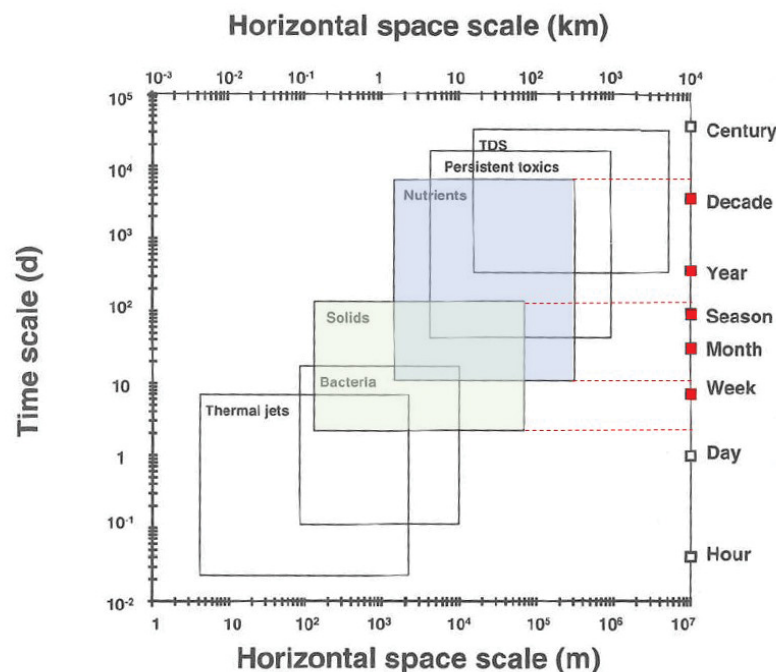 Horizontal space scale (km)
10⁻³ 10⁻² 10⁻¹ 1 10 10² 10³ 10⁴
Time scale (d)
10⁵
10⁴
10³
10²
10
1
10⁻¹
10⁻²
TDS
Persistent toxics
Nutrients
Solids
Bacteria
Thermal jets
Century
Decade
Year
Season
Month
Week
Day
Hour
1 10 10² 10³ 10⁴ 10⁵ 10⁶ 10⁷
Horizontal space scale (m)